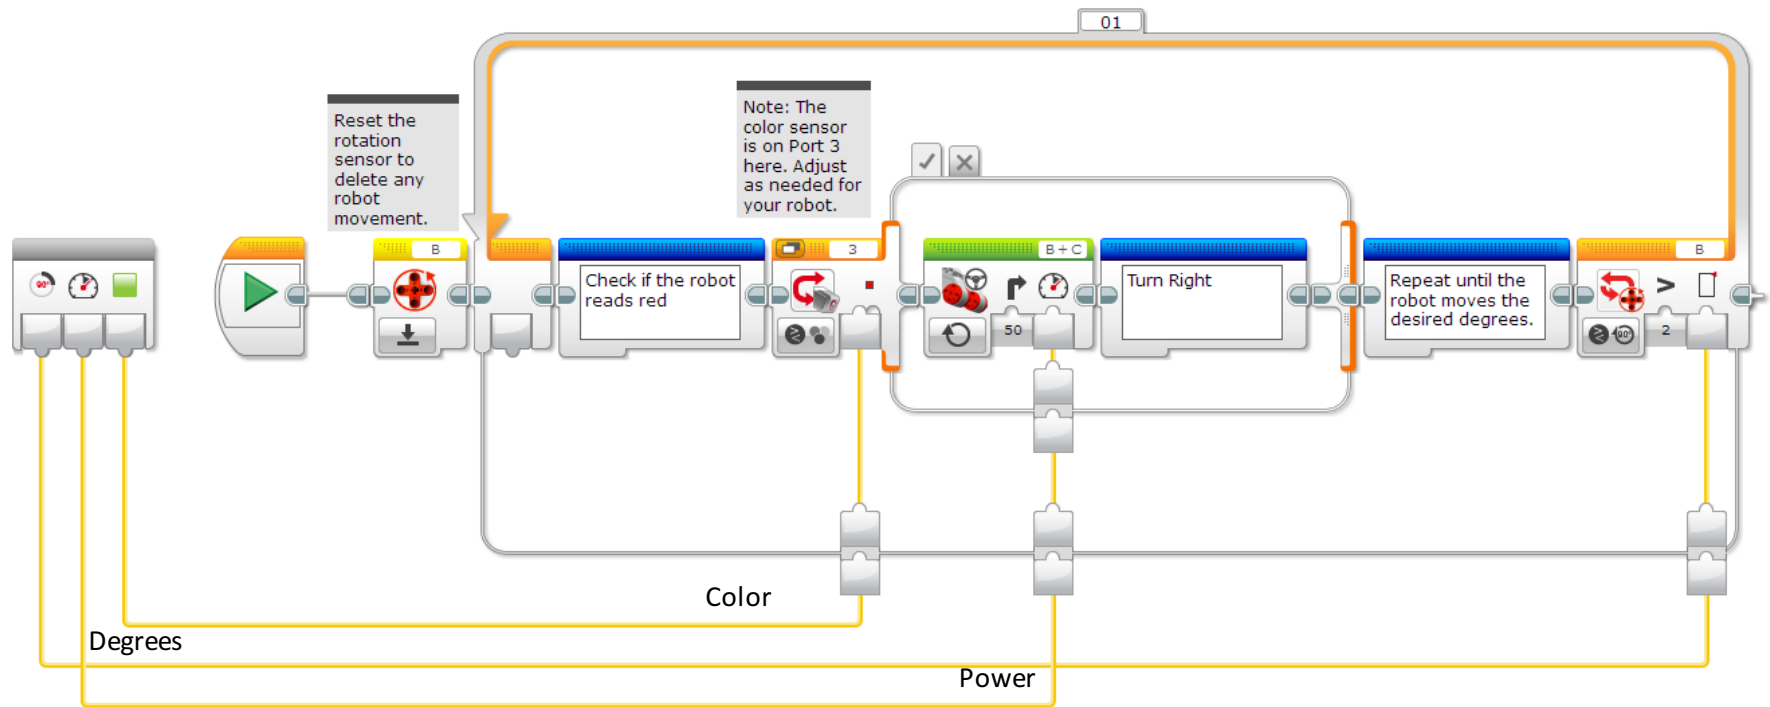 01
Reset the
rotation
sensor to
delete any
robot
movement.
Note: The
color sensor
is on Port 3
here. Adjust
as needed for
your robot.
B
3
B+C
B
90°
Check if the robot
reads red
Turn Right
Repeat until the
robot moves the
desired degrees.
>
50
90°
2
Color
Degrees
Power